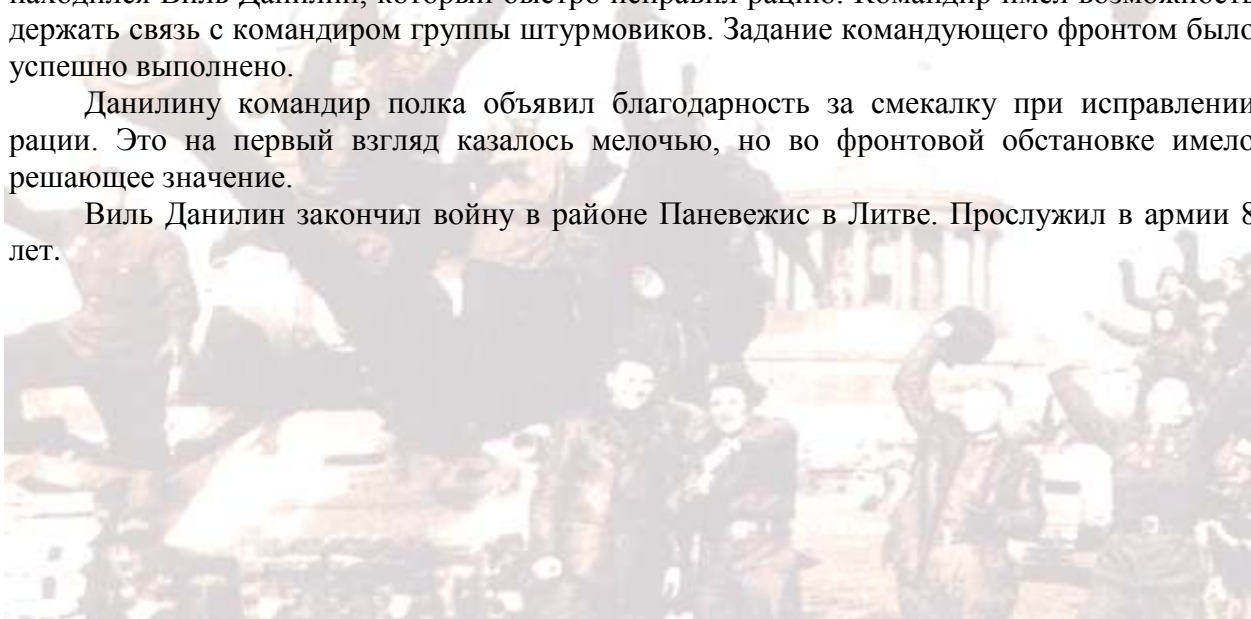 находился Виль Данилин, который быстро исправил рацию. Командир имел возможность
держать связь с командиром группы штурмовиков. Задание командующего фронтом было
успешно выполнено.
Данилину командир полка объявил благодарность за смекалку при исправлении
рации. Это на первый взгляд казалось мелочью, но во фронтовой обстановке имело
решающее значение.
Виль Данилин закончил войну в районе Паневежис в Литве. Прослужил в армии 8
лет.